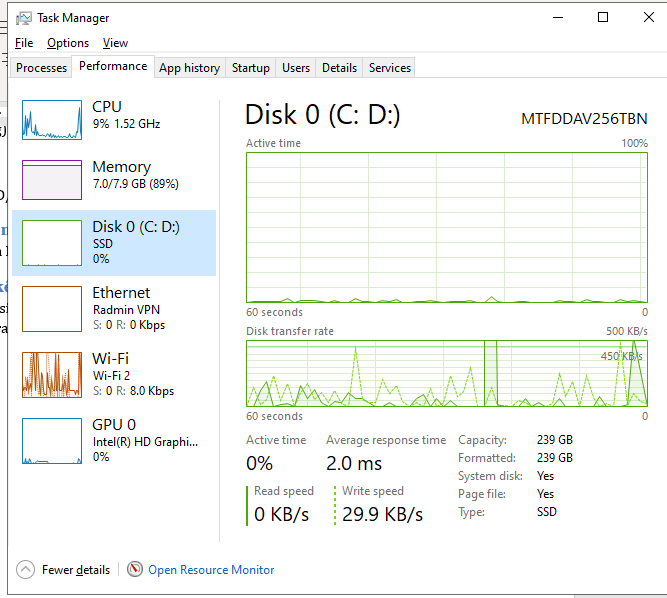 Task Manager
File Options View
Processes Performance App history Startup Users Details Services
CPU
9% 1.52 GHz
Memory
7.0/7.9 GB (89%)
Disk 0 (C: D:)
SSD
0%
Ethernet
Radmin VPN
S: 0 R: 0 Kbps
Wi-Fi
Wi-Fi 2
S: 0 R: 8.0 Kbps
GPU 0
Intel(R) HD Graphi...
0%
Disk 0 (C: D:) MTFDDAV256TBN
Active time 100%
60 seconds 0
Disk transfer rate 500 KB/s
450 KB/s
60 seconds 0
Active time Average response time
0% 2.0 ms
Read speed Write speed
0 KB/s 29.9 KB/s
Capacity: 239 GB
Formatted: 239 GB
System disk: Yes
Page file: Yes
Type: SSD
Fewer details Open Resource Monitor